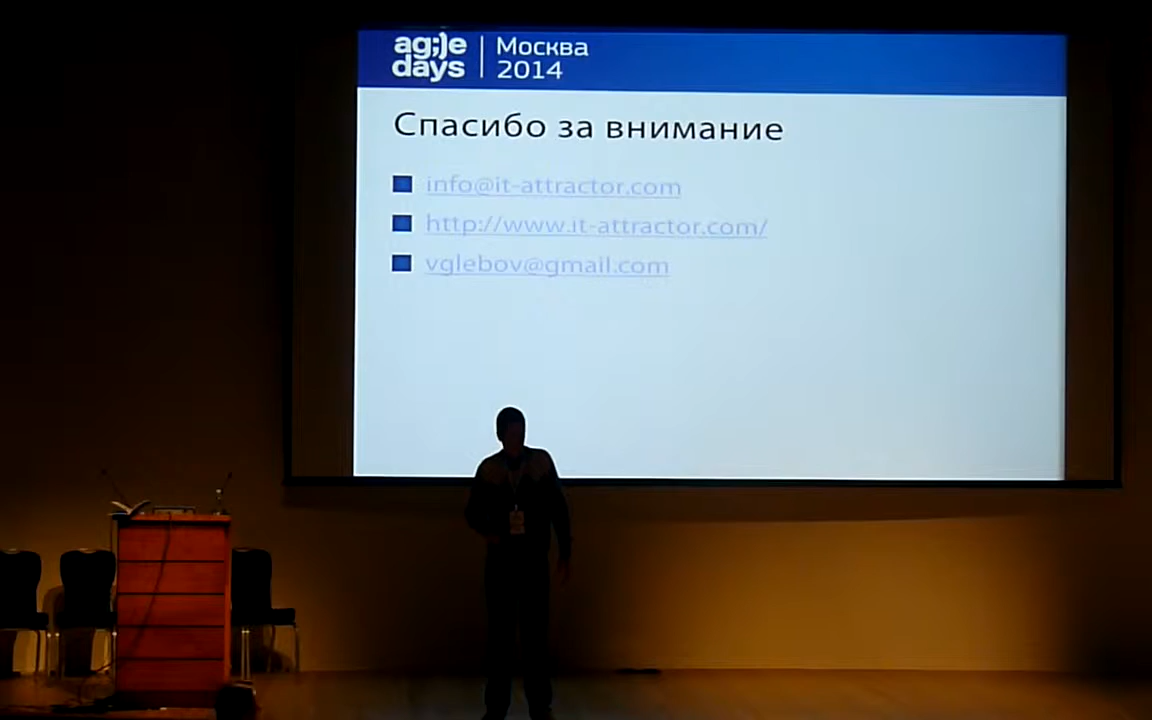 ag;)e
days
Москва
2014
Спасибо за внимание
info@it-attractor.com
http://www.it-attractor.com/
vglebov@gmail.com